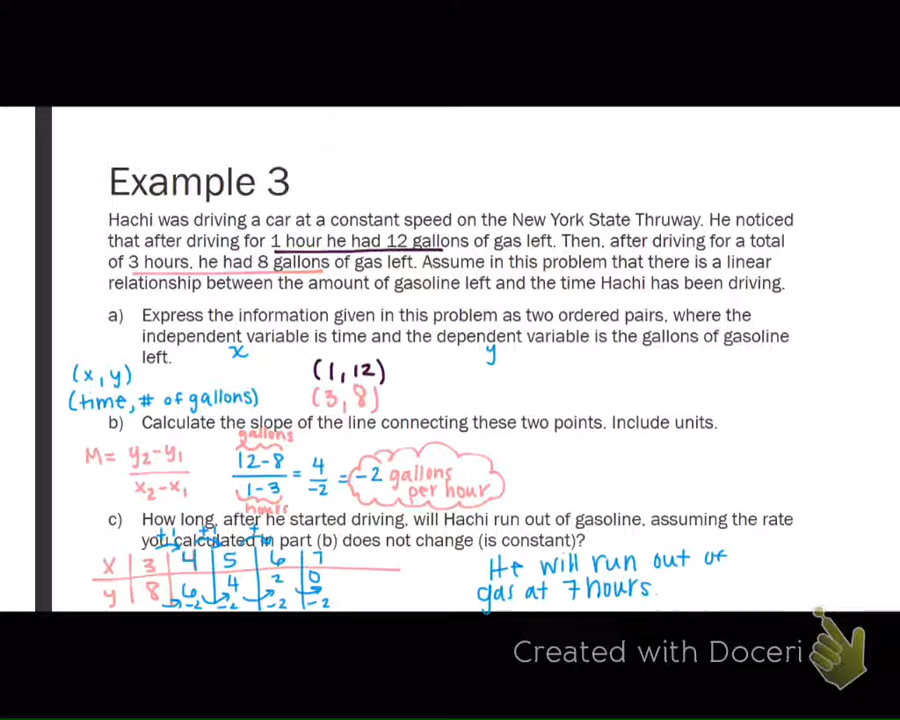 Example 3
Hachi was driving a car at a constant speed on the New York State Thruway. He noticed
that after driving for 1 hour he had 12 gallons of gas left. Then, after driving for a total
of 3 hours, he had 8 gallons of gas left. Assume in this problem that there is a linear
relationship between the amount of gasoline left and the time Hachi has been driving.
a) Express the information given in this problem as two ordered pairs, where the
independent variable is time and the dependent variable is the gallons of gasoline
left. x y
(x, y) (1, 12)
(time, # of gallons) (3, 8)
b) Calculate the slope of the line connecting these two points. Include units.
gallons
M = y2-y1 / x2-x1 12-8 / 1-3 = 4 / -2 = -2 gallons per hour
hours
c) How long, after he started driving, will Hachi run out of gasoline, assuming the rate
you calculated in part (b) does not change (is constant)?
+1 +1 +
x | 3 | 4 | 5 | 6 | 7
y | 8 | 6 | 4 | 2 | 0
-2 -2 -2 -2
He will run out of
gas at 7 hours.
Created with Doceri